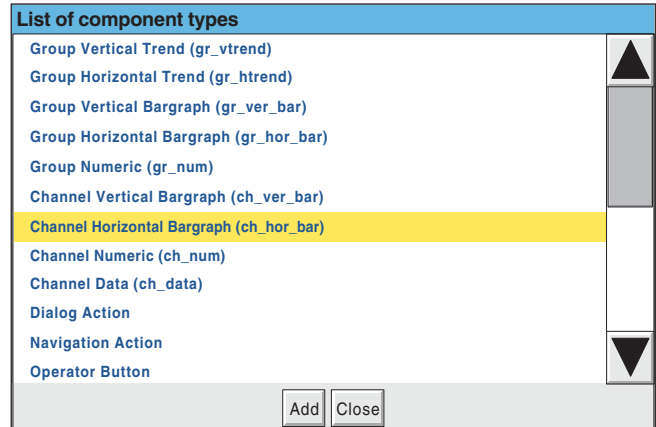 List of component types
Group Vertical Trend (gr_vtrend)
Group Horizontal Trend (gr_htrend)
Group Vertical Bargraph (gr_ver_bar)
Group Horizontal Bargraph (gr_hor_bar)
Group Numeric (gr_num)
Channel Vertical Bargraph (ch_ver_bar)
Channel Horizontal Bargraph (ch_hor_bar)
Channel Numeric (ch_num)
Channel Data (ch_data)
Dialog Action
Navigation Action
Operator Button
Add Close